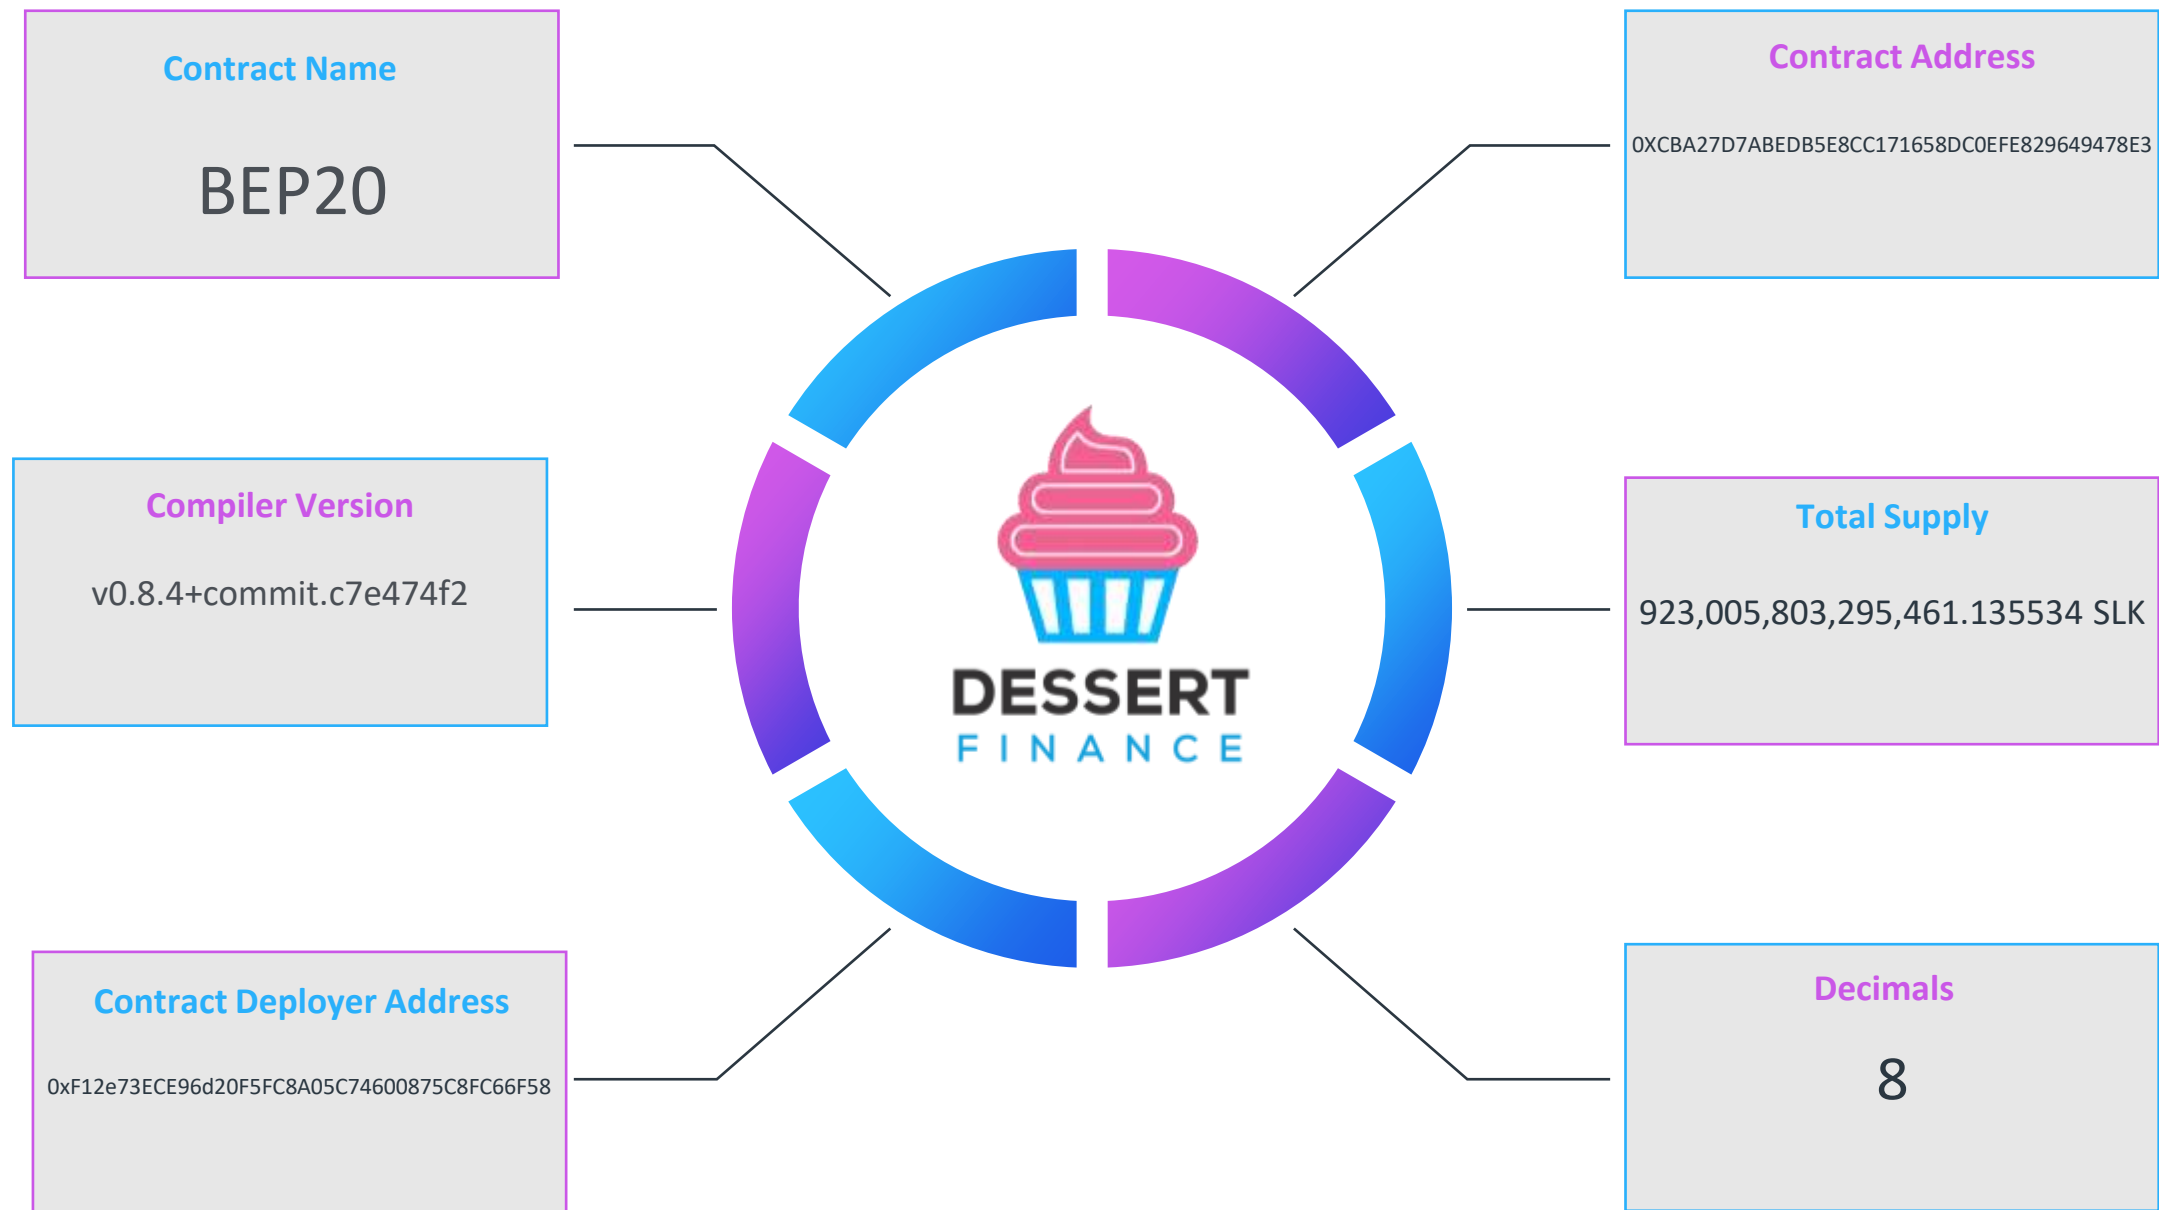 Contract Name
BEP20
Contract Address
0XCBA27D7ABEDB5E8CC171658DC0EFE829649478E3
Compiler Version
v0.8.4+commit.c7e474f2
Total Supply
923,005,803,295,461.135534 SLK
DESSERT
FINANCE
Contract Deployer Address
0xF12e73ECE96d20F5FC8A05C74600875C8FC66F58
Decimals
8